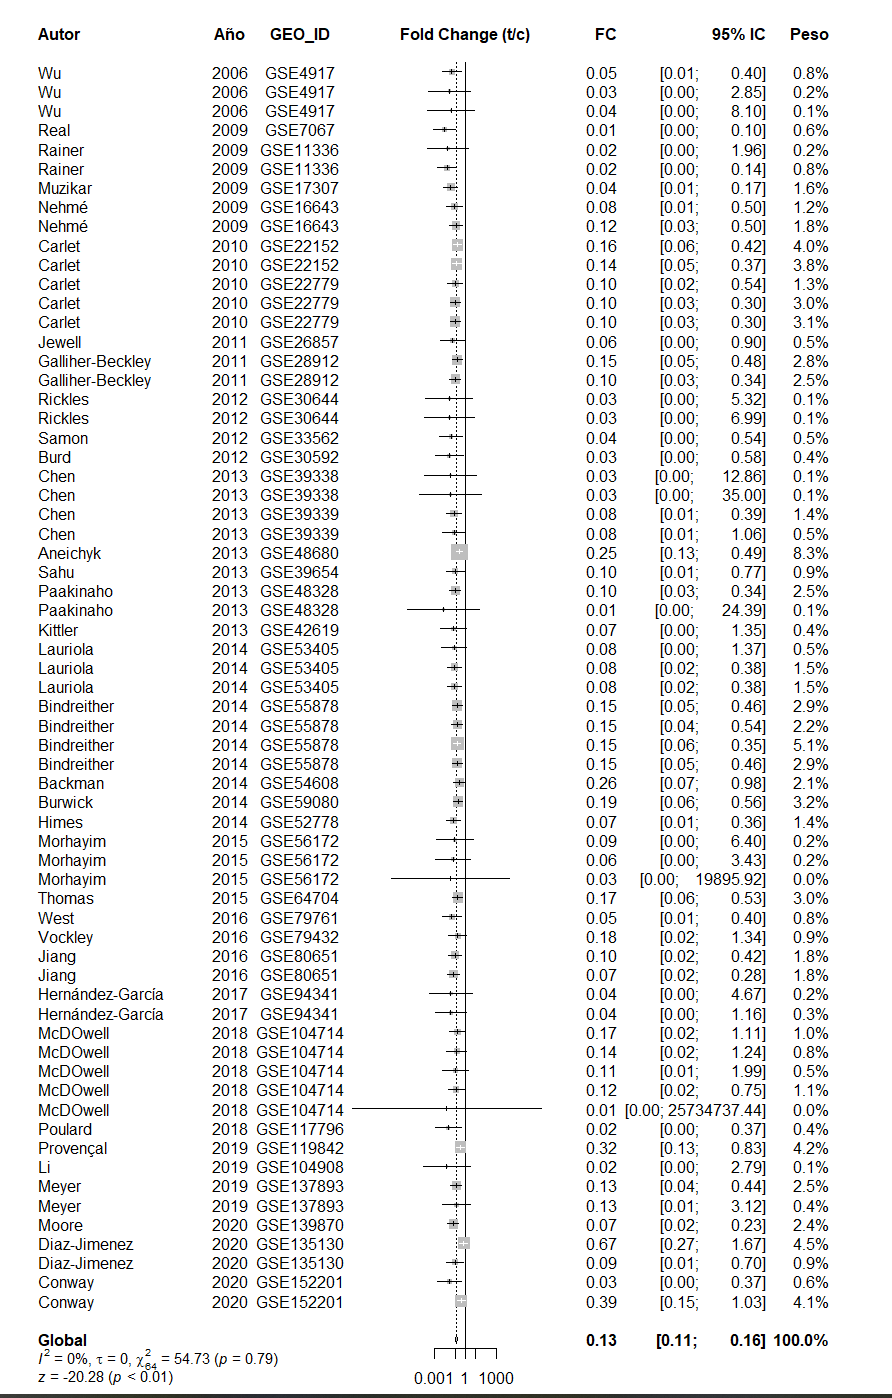 Autor Año GEO_ID Fold Change (t/c) FC 95% IC Peso
Wu 2006 GSE4917 0.05 [0.01; 0.40] 0.8%
Wu 2006 GSE4917 0.03 [0.00; 2.85] 0.2%
Wu 2006 GSE4917 0.04 [0.00; 8.10] 0.1%
Real 2009 GSE7067 0.01 [0.00; 0.10] 0.6%
Rainer 2009 GSE11336 0.02 [0.00; 1.96] 0.2%
Rainer 2009 GSE11336 0.02 [0.00; 0.14] 0.8%
Muzikar 2009 GSE17307 0.04 [0.01; 0.17] 1.6%
Nehmé 2009 GSE16643 0.08 [0.01; 0.50] 1.2%
Nehmé 2009 GSE16643 0.12 [0.03; 0.50] 1.8%
Carlet 2010 GSE22152 0.16 [0.06; 0.42] 4.0%
Carlet 2010 GSE22152 0.14 [0.05; 0.37] 3.8%
Carlet 2010 GSE22779 0.10 [0.02; 0.54] 1.3%
Carlet 2010 GSE22779 0.10 [0.03; 0.30] 3.0%
Carlet 2010 GSE22779 0.10 [0.03; 0.30] 3.1%
Jewell 2011 GSE26857 0.06 [0.00; 0.90] 0.5%
Galliher-Beckley 2011 GSE28912 0.15 [0.05; 0.48] 2.8%
Galliher-Beckley 2011 GSE28912 0.10 [0.03; 0.34] 2.5%
Rickles 2012 GSE30644 0.03 [0.00; 5.32] 0.1%
Rickles 2012 GSE30644 0.03 [0.00; 6.99] 0.1%
Samon 2012 GSE33562 0.04 [0.00; 0.54] 0.5%
Burd 2012 GSE30592 0.03 [0.00; 0.58] 0.4%
Chen 2013 GSE39338 0.03 [0.00; 12.86] 0.1%
Chen 2013 GSE39338 0.03 [0.00; 35.00] 0.1%
Chen 2013 GSE39339 0.08 [0.01; 0.39] 1.4%
Chen 2013 GSE39339 0.08 [0.01; 1.06] 0.5%
Aneichyk 2013 GSE48680 0.25 [0.13; 0.49] 8.3%
Sahu 2013 GSE39654 0.10 [0.01; 0.77] 0.9%
Paakinaho 2013 GSE48328 0.10 [0.03; 0.34] 2.5%
Paakinaho 2013 GSE48328 0.01 [0.00; 24.39] 0.1%
Kittler 2013 GSE42619 0.07 [0.00; 1.35] 0.4%
Lauriola 2014 GSE53405 0.08 [0.00; 1.37] 0.5%
Lauriola 2014 GSE53405 0.08 [0.02; 0.38] 1.5%
Lauriola 2014 GSE53405 0.08 [0.02; 0.38] 1.5%
Bindreither 2014 GSE55878 0.15 [0.05; 0.46] 2.9%
Bindreither 2014 GSE55878 0.15 [0.04; 0.54] 2.2%
Bindreither 2014 GSE55878 0.15 [0.06; 0.35] 5.1%
Bindreither 2014 GSE55878 0.15 [0.05; 0.46] 2.9%
Backman 2014 GSE54608 0.26 [0.07; 0.98] 2.1%
Burwick 2014 GSE59080 0.19 [0.06; 0.56] 3.2%
Himes 2014 GSE52778 0.07 [0.01; 0.36] 1.4%
Morhayim 2015 GSE56172 0.09 [0.00; 6.40] 0.2%
Morhayim 2015 GSE56172 0.06 [0.00; 3.43] 0.2%
Morhayim 2015 GSE56172 0.03 [0.00; 19895.92] 0.0%
Thomas 2015 GSE64704 0.17 [0.06; 0.53] 3.0%
West 2016 GSE79761 0.05 [0.01; 0.40] 0.8%
Vockley 2016 GSE79432 0.18 [0.02; 1.34] 0.9%
Jiang 2016 GSE80651 0.10 [0.02; 0.42] 1.8%
Jiang 2016 GSE80651 0.07 [0.02; 0.28] 1.8%
Hernández-García 2017 GSE94341 0.04 [0.00; 4.67] 0.2%
Hernández-García 2017 GSE94341 0.04 [0.00; 1.16] 0.3%
McDOwell 2018 GSE104714 0.17 [0.02; 1.11] 1.0%
McDOwell 2018 GSE104714 0.14 [0.02; 1.24] 0.8%
McDOwell 2018 GSE104714 0.11 [0.01; 1.99] 0.5%
McDOwell 2018 GSE104714 0.12 [0.02; 0.75] 1.1%
McDOwell 2018 GSE104714 0.01 [0.00; 25734737.44] 0.0%
Poulard 2018 GSE117796 0.02 [0.00; 0.37] 0.4%
Provençal 2019 GSE119842 0.32 [0.13; 0.83] 4.2%
Li 2019 GSE104908 0.02 [0.00; 2.79] 0.1%
Meyer 2019 GSE137893 0.13 [0.04; 0.44] 2.5%
Meyer 2019 GSE137893 0.13 [0.01; 3.12] 0.4%
Moore 2020 GSE139870 0.07 [0.02; 0.23] 2.4%
Diaz-Jimenez 2020 GSE135130 0.67 [0.27; 1.67] 4.5%
Diaz-Jimenez 2020 GSE135130 0.09 [0.01; 0.70] 0.9%
Conway 2020 GSE152201 0.03 [0.00; 0.37] 0.4%
Conway 2020 GSE152201 0.39 [0.15; 1.03] 4.1%
Global 0.13 [0.11; 0.16] 100.0%
I² = 0%, τ = 0, χ²₆₄ = 54.73 (p = 0.79)
z = -20.28 (p < 0.01)
0.001 1 1000